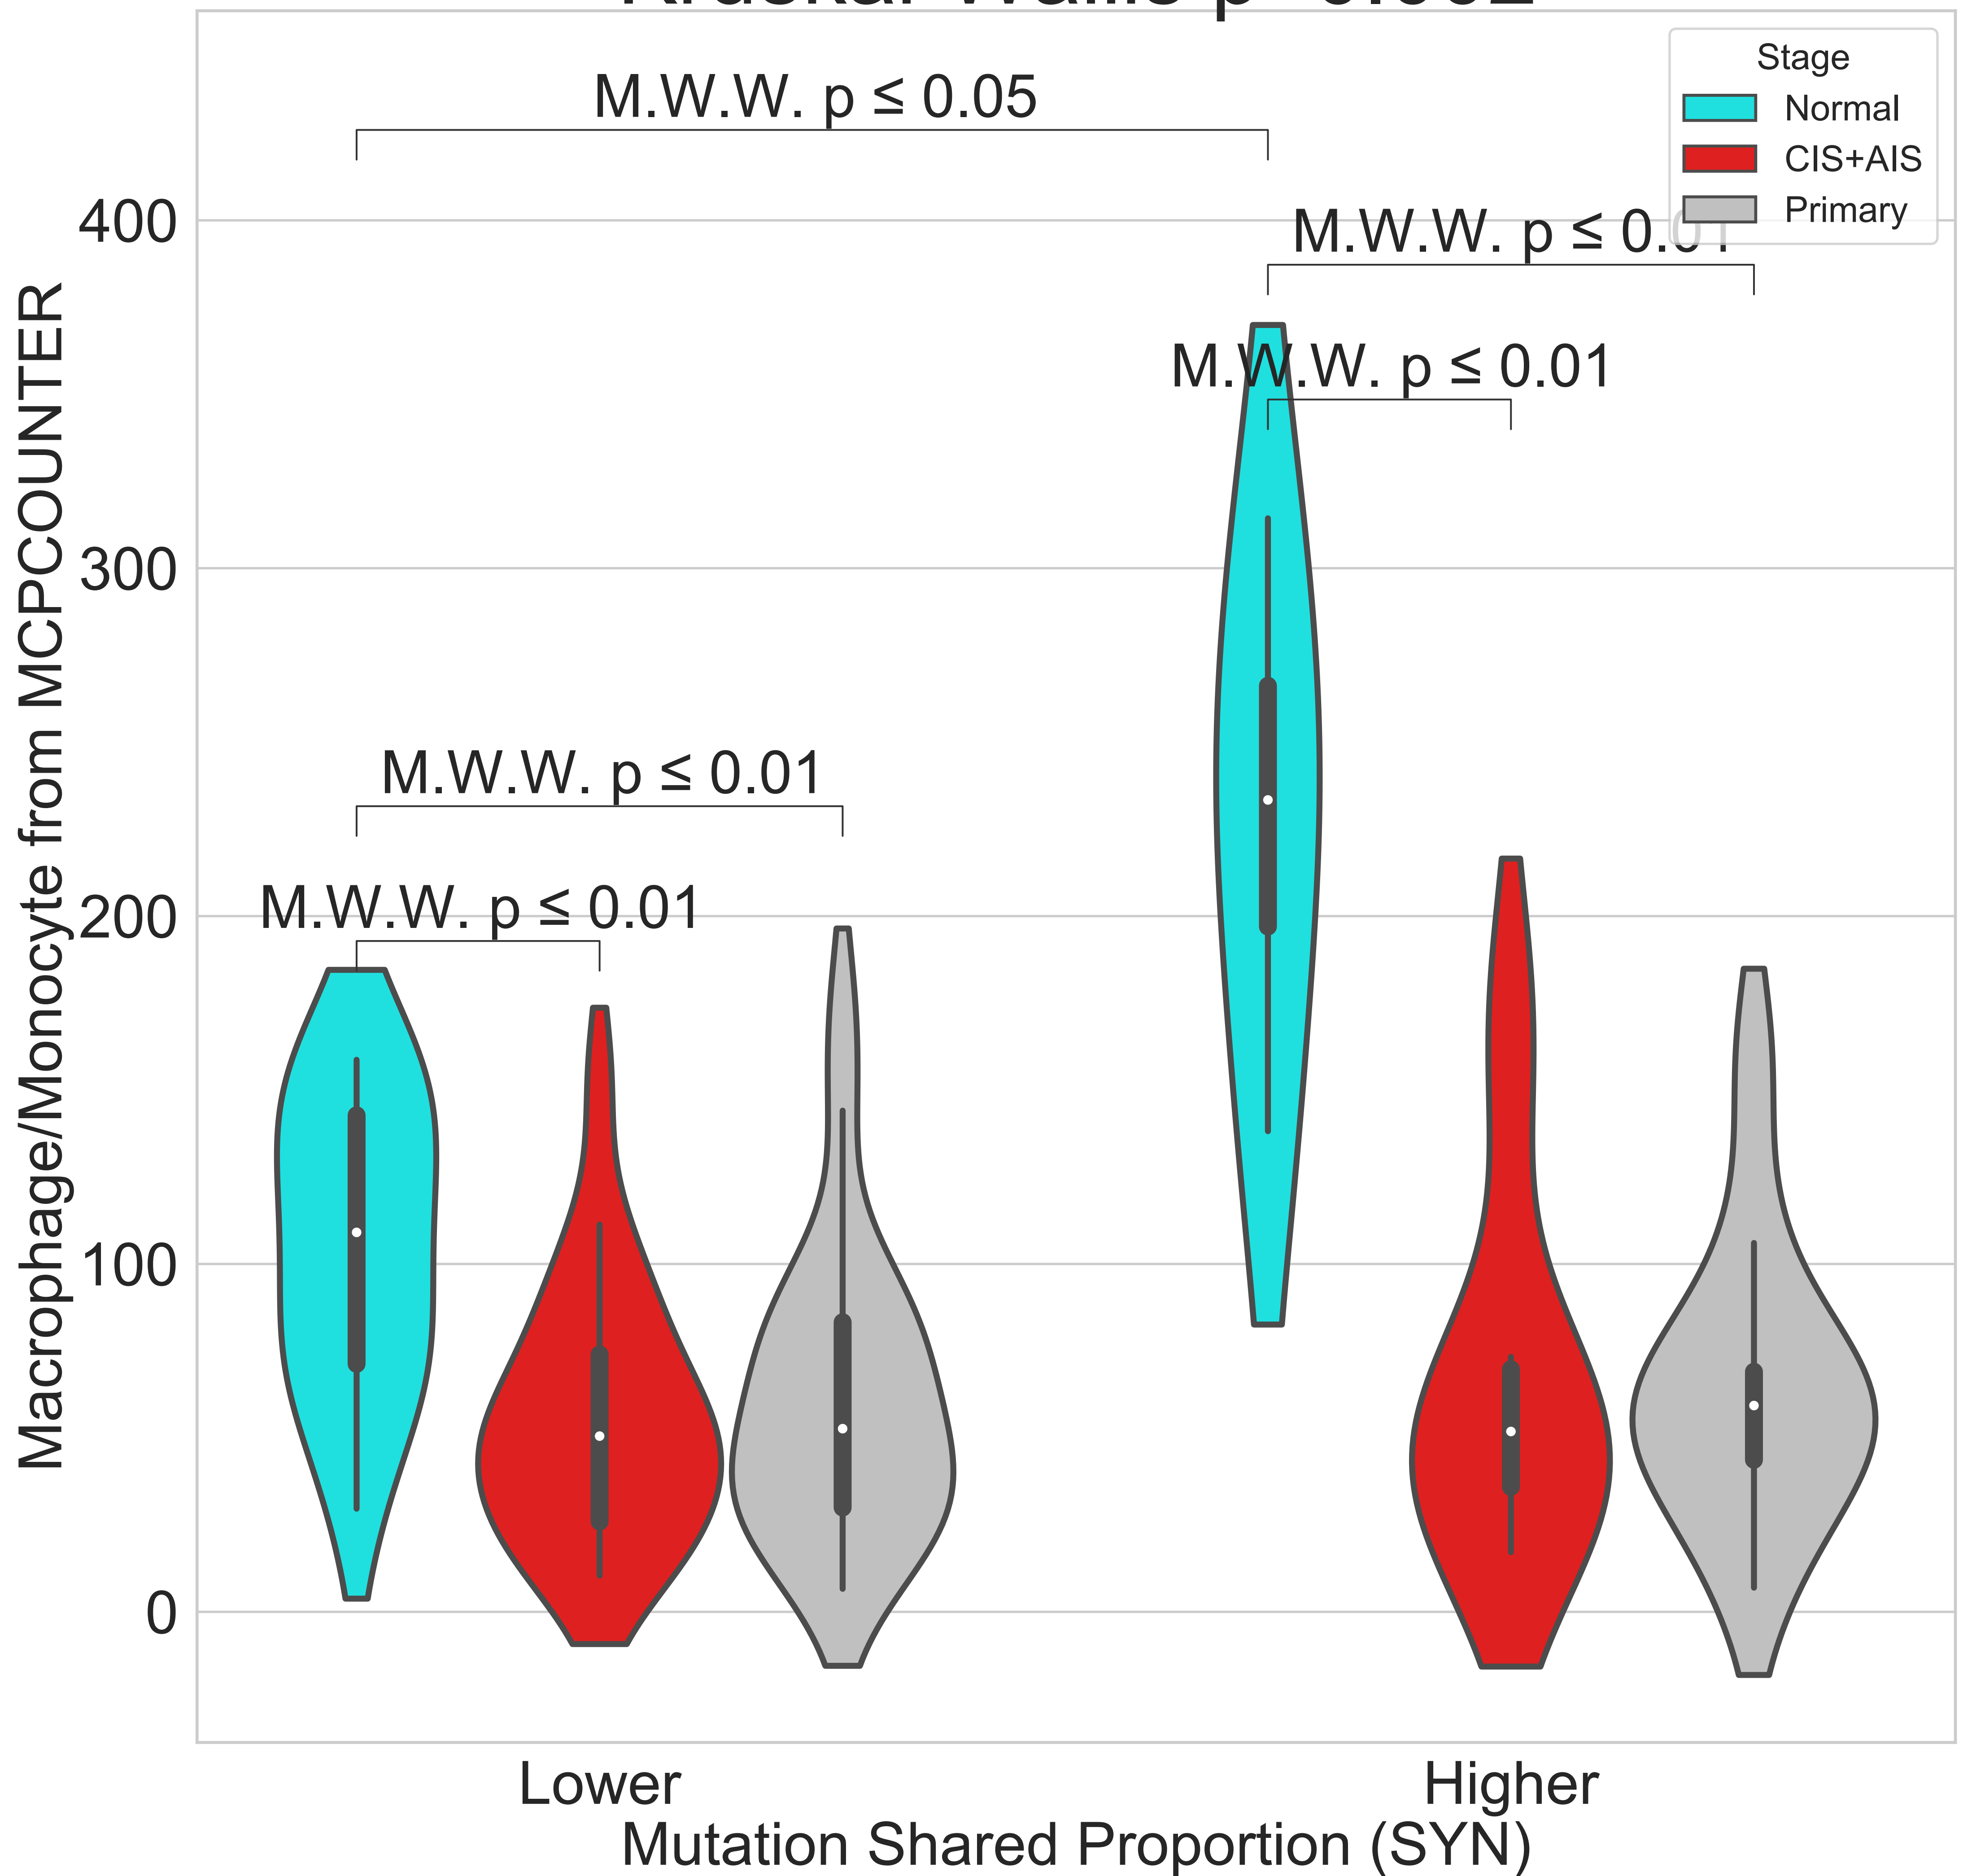 M.W.W. p ≤ 0.05
Stage
Normal
CIS+AIS
Primary
M.W.W. p ≤ 0.01
M.W.W. p ≤ 0.01
M.W.W. p ≤ 0.01
M.W.W. p ≤ 0.01
400
300
200
100
0
Macrophage/Monocyte from MCPCOUNTER
Lower
Higher
Mutation Shared Proportion (SYN)